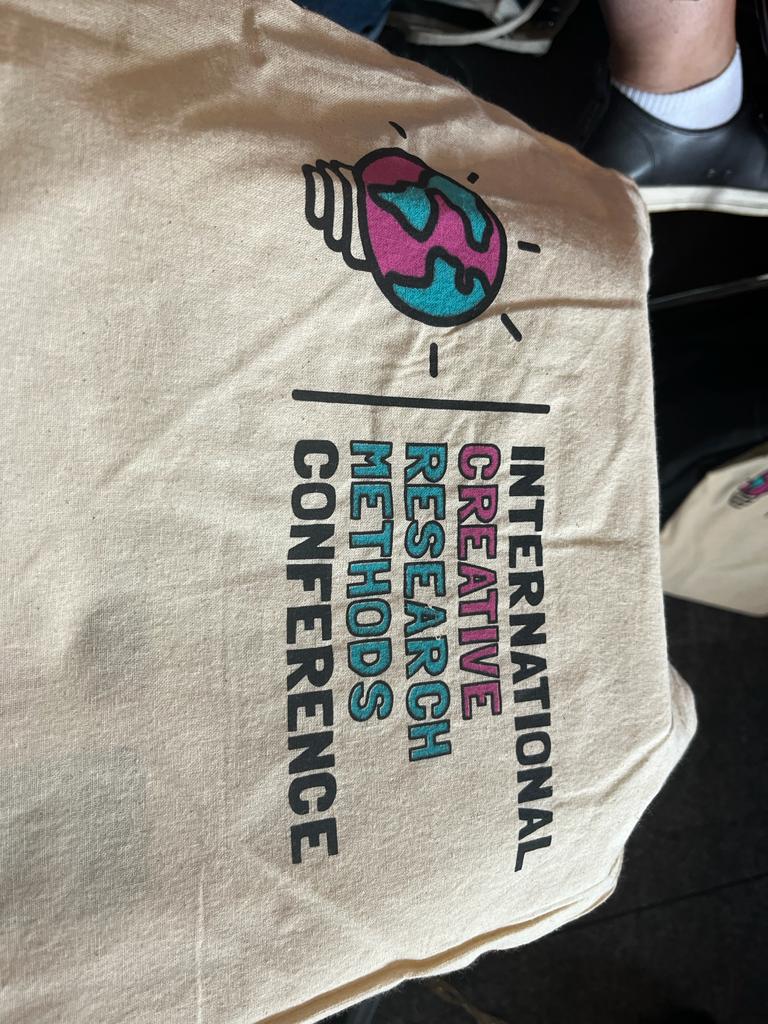 INTERNATIONAL
CREATIVE
RESEARCH
METHODS
CONFERENCE